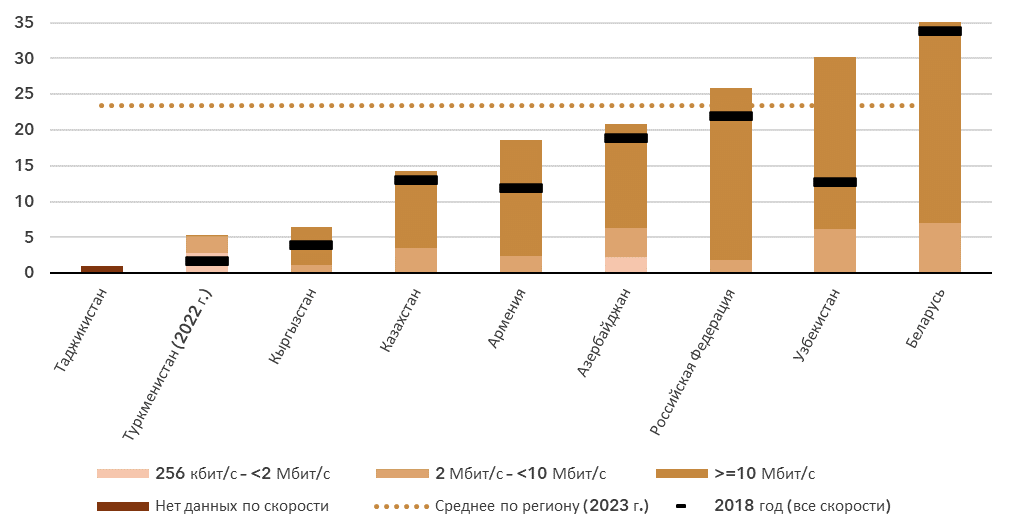 35
30
25
20
15
10
5
0
Таджикистан
Туркменистан (2022 г.)
Кыргызстан
Казахстан
Армения
Азербайджан
Российская Федерация
Узбекистан
Беларусь
256 кбит/с – <2 Мбит/с
2 Мбит/с – <10 Мбит/с
>=10 Мбит/с
Нет данных по скорости
Среднее по региону (2023 г.)
2018 год (все скорости)